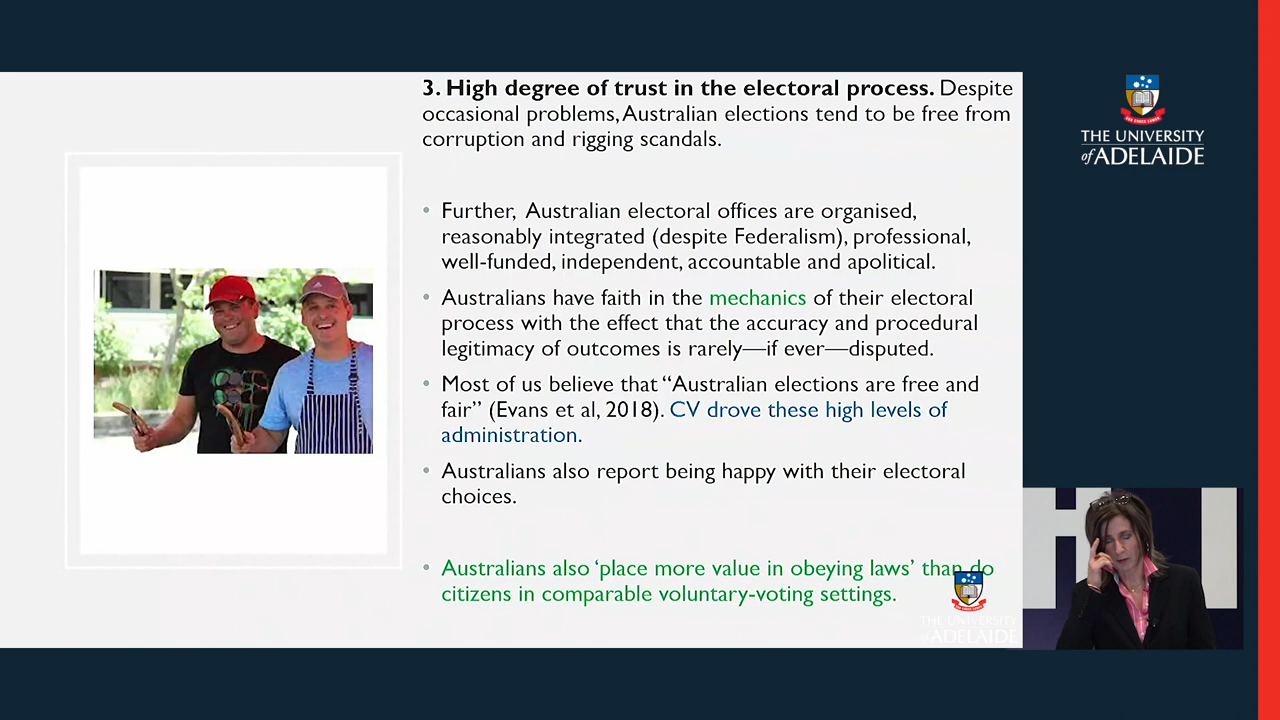 3. High degree of trust in the electoral process. Despite
occasional problems, Australian elections tend to be free from
corruption and rigging scandals.
• Further, Australian electoral offices are organised,
reasonably integrated (despite Federalism), professional,
well-funded, independent, accountable and apolitical.
• Australians have faith in the mechanics of their electoral
process with the effect that the accuracy and procedural
legitimacy of outcomes is rarely—if ever—disputed.
• Most of us believe that “Australian elections are free and
fair” (Evans et al, 2018). CV drove these high levels of
administration.
• Australians also report being happy with their electoral
choices.
• Australians also ‘place more value in obeying laws’ than do
citizens in comparable voluntary-voting settings.
THE UNIVERSITY
of ADELAIDE
THE UNIVERSITY
of ADELAIDE
H